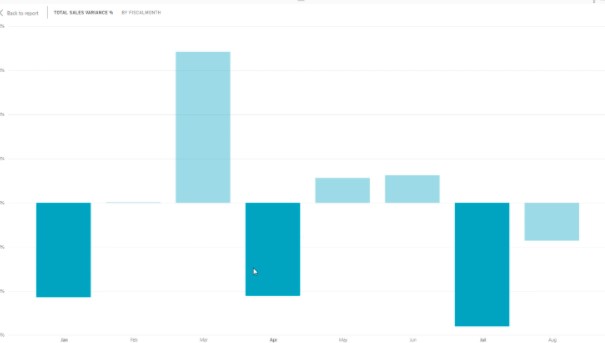 Back to report
TOTAL SALES VARIANCE % BY FISCALMONTH
Jan Feb Mar Apr May Jun Jul Aug